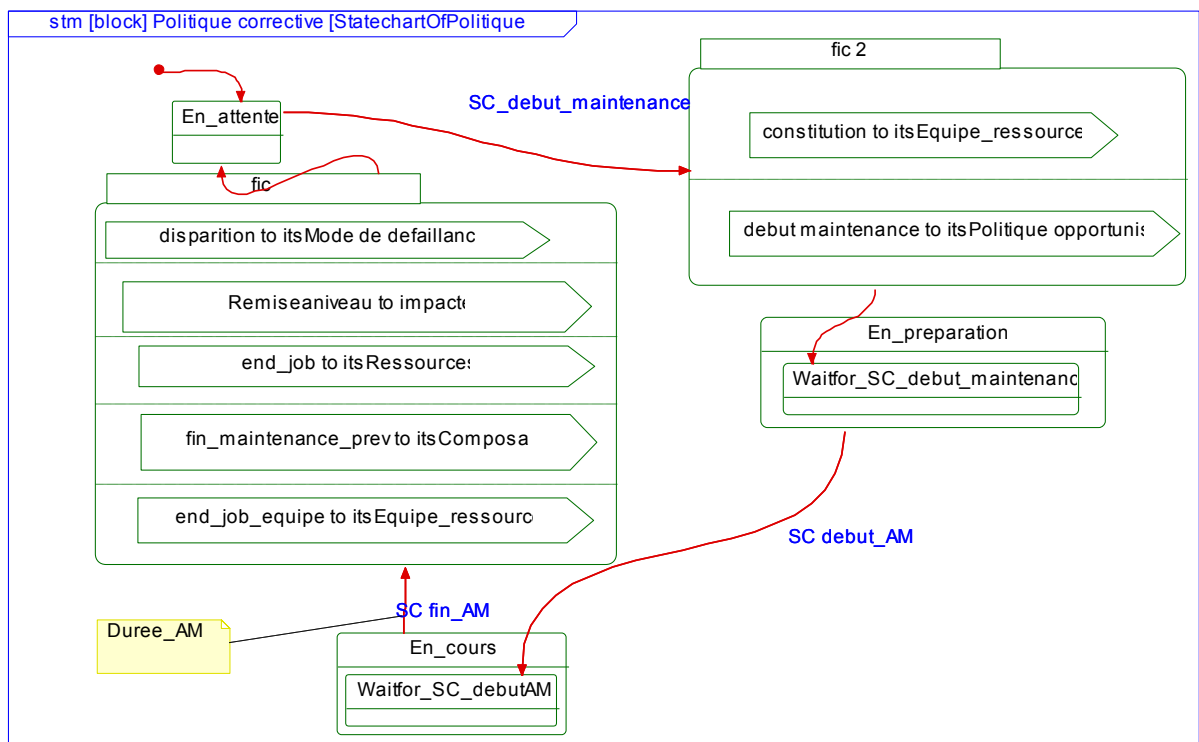 stm [block] Politique corrective [StatechartOfPolitique
fic 2
En_attente
SC_debut_maintenance
constitution to itsEquipe_ressource
fic
disparition to itsMode de defaillanc
debut maintenance to itsPolitique opportunis
Remiseaniveau to impacte
En_preparation
end_job to itsRessources
Waitfor_SC_debut_maintenanc
fin_maintenance_prev to itsComposa
end_job_equipe to itsEquipe_ressourc
SC debut_AM
SC fin_AM
Duree_AM
En_cours
Waitfor_SC_debutAM